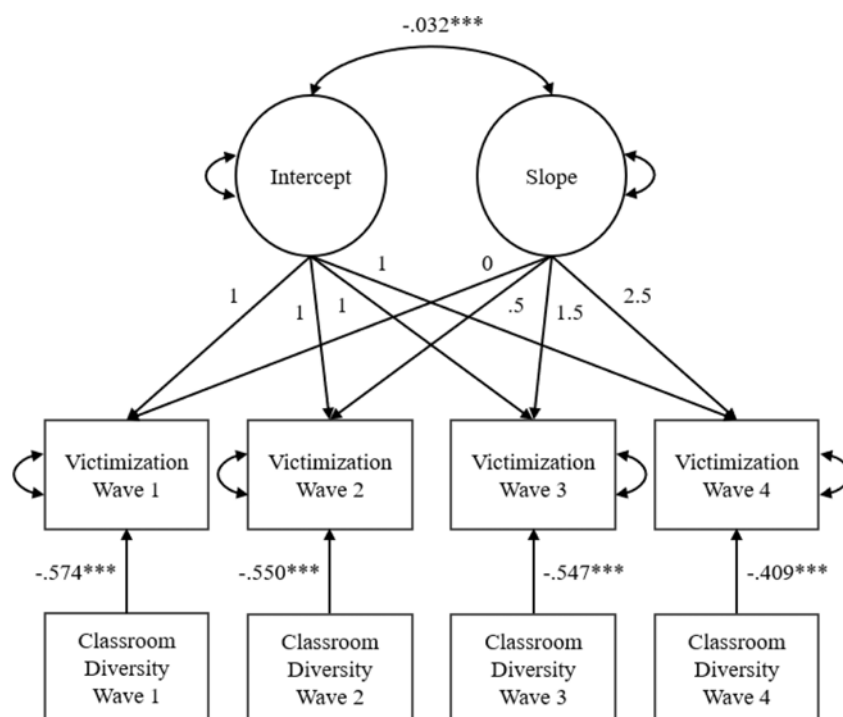 -.032***
Intercept
Slope
1
1
1
1
0
.5
1.5
2.5
Victimization
Wave 1
Victimization
Wave 2
Victimization
Wave 3
Victimization
Wave 4
-.574***
-.550***
-.547***
-.409***
Classroom
Diversity
Wave 1
Classroom
Diversity
Wave 2
Classroom
Diversity
Wave 3
Classroom
Diversity
Wave 4